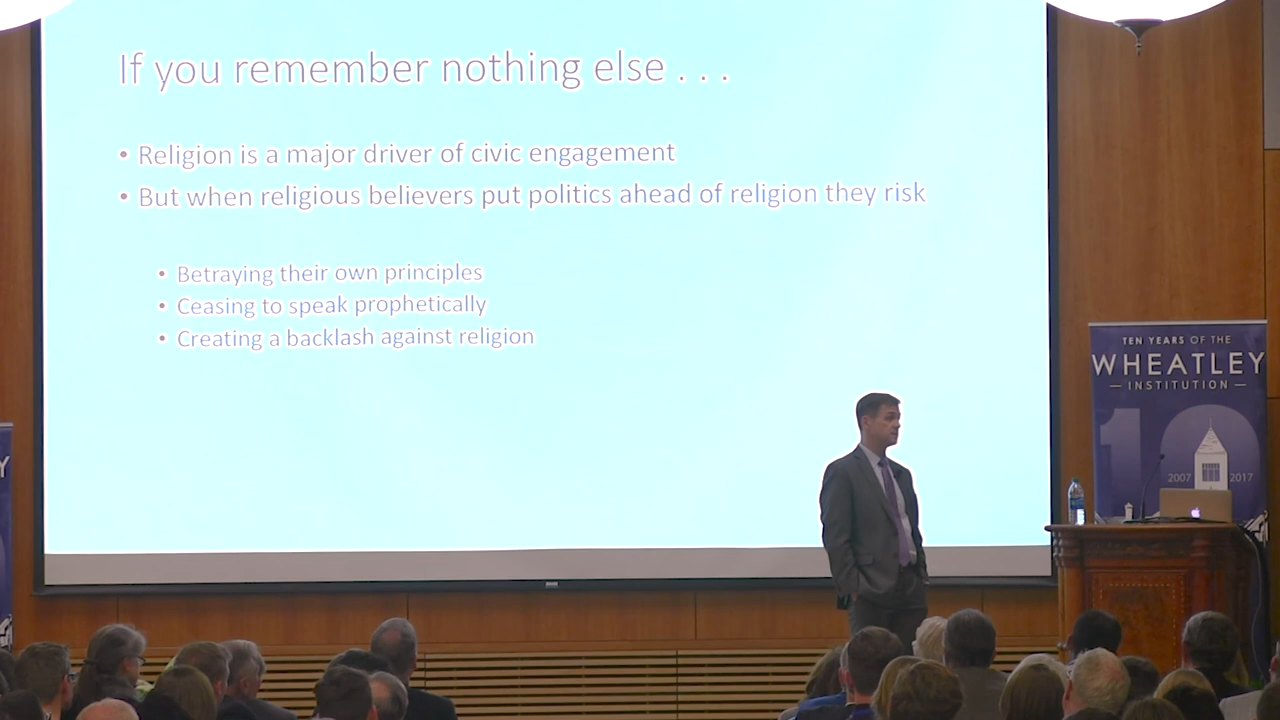 If you remember nothing else . . .
• Religion is a major driver of civic engagement
• But when religious believers put politics ahead of religion they risk
• Betraying their own principles
• Ceasing to speak prophetically
• Creating a backlash against religion
TEN YEARS OF THE
WHEATLEY
— INSTITUTION —
10
2007 2017
Y